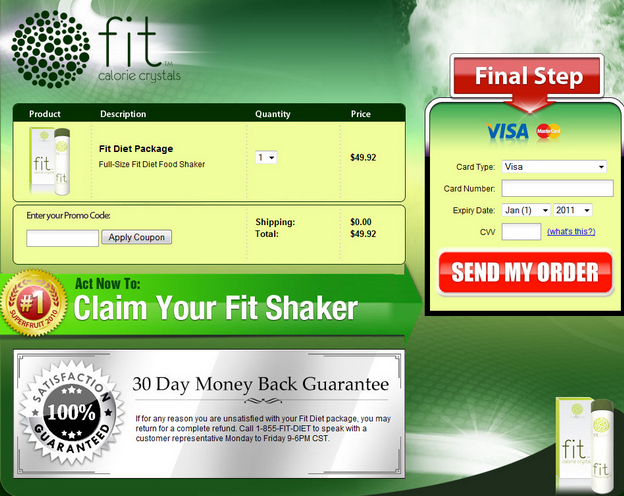 fit™
calorie crystals
Final Step
Product Description Quantity Price
Fit Diet Package
Full-Size Fit Diet Food Shaker
1
$49.92
fit.
fit.
Enter your Promo Code:
Apply Coupon
Shipping: $0.00
Total: $49.92
VISA MasterCard
Card Type: Visa
Card Number:
Expiry Date: Jan (1) 2011
CVV (what's this?)
SEND MY ORDER
#1
SUPERFRUIT 2010
Act Now To:
Claim Your Fit Shaker
SATISFACTION
100%
GUARANTEED
30 Day Money Back Guarantee
If for any reason you are unsatisfied with your Fit Diet package, you may
return for a complete refund. Call 1-855-FIT-DIET to speak with a
customer representative Monday to Friday 9-6PM CST.
fit.
calorie crystals
fit.